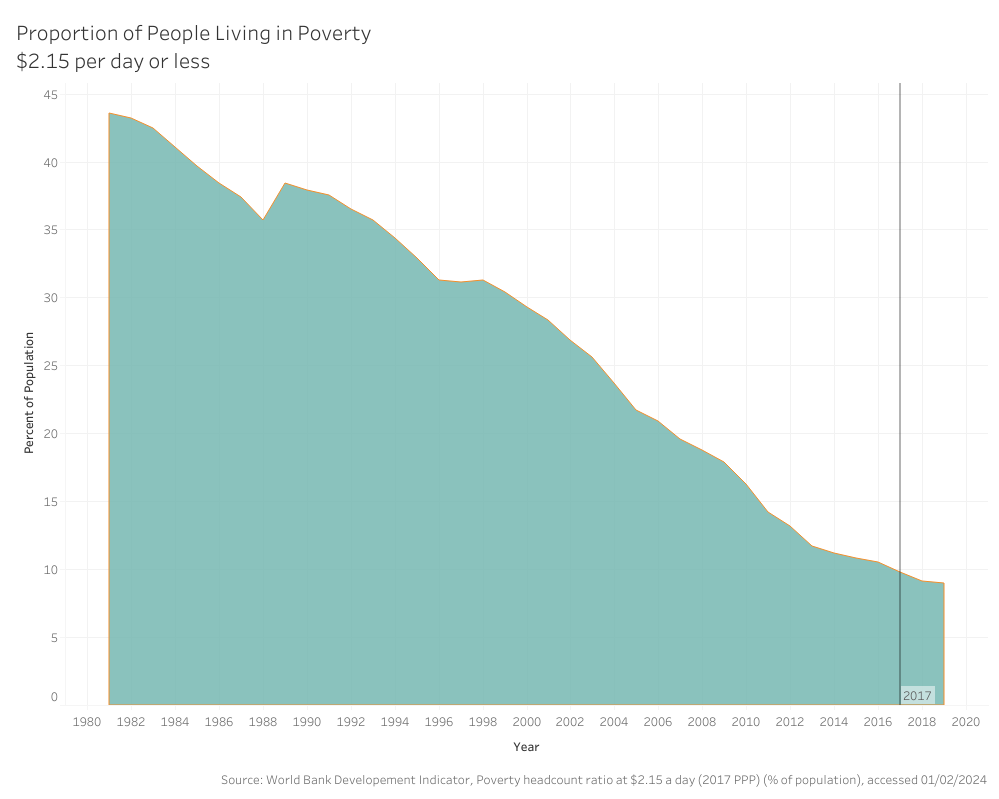 Proportion of People Living in Poverty
$2.15 per day or less
45
40
35
30
25
20
15
10
5
0
Percent of Population
2017
1980 1982 1984 1986 1988 1990 1992 1994 1996 1998 2000 2002 2004 2006 2008 2010 2012 2014 2016 2018 2020
Year
Source: World Bank Developement Indicator, Poverty headcount ratio at $2.15 a day (2017 PPP) (% of population), accessed 01/02/2024